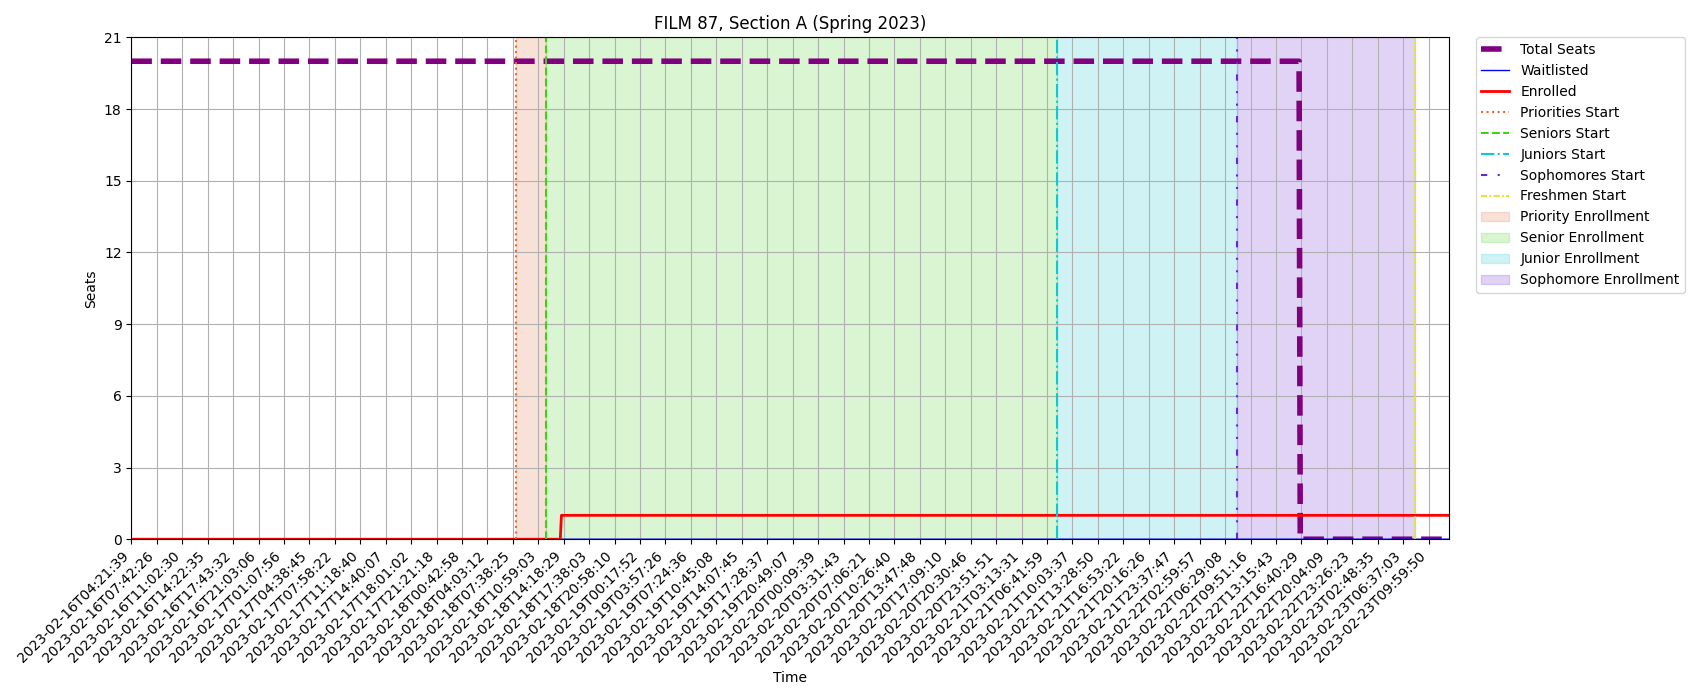 FILM 87, Section A (Spring 2023)
21
18
15
12
9
6
3
0
Seats
2023-02-16T04:21:39
2023-02-16T07:42:26
2023-02-16T11:02:30
2023-02-16T14:22:35
2023-02-16T17:43:32
2023-02-16T21:03:06
2023-02-17T01:07:56
2023-02-17T04:38:45
2023-02-17T07:58:22
2023-02-17T11:18:40
2023-02-17T14:40:07
2023-02-17T18:01:02
2023-02-17T21:21:18
2023-02-18T00:42:58
2023-02-18T04:03:12
2023-02-18T07:38:25
2023-02-18T10:59:03
2023-02-18T14:18:29
2023-02-18T17:38:03
2023-02-18T20:58:10
2023-02-19T00:17:52
2023-02-19T03:57:26
2023-02-19T07:24:36
2023-02-19T10:45:08
2023-02-19T14:07:45
2023-02-19T17:28:37
2023-02-19T20:49:07
2023-02-20T00:09:39
2023-02-20T03:31:43
2023-02-20T07:06:21
2023-02-20T10:26:40
2023-02-20T13:47:48
2023-02-20T17:09:10
2023-02-20T20:30:46
2023-02-20T23:51:51
2023-02-21T03:13:31
2023-02-21T06:41:59
2023-02-21T10:03:37
2023-02-21T13:28:50
2023-02-21T16:53:22
2023-02-21T20:16:26
2023-02-21T23:37:47
2023-02-22T02:59:57
2023-02-22T06:29:08
2023-02-22T09:51:16
2023-02-22T13:15:43
2023-02-22T16:40:29
2023-02-22T20:04:09
2023-02-22T23:26:23
2023-02-23T02:48:35
2023-02-23T06:37:03
2023-02-23T09:59:50
Time
Total Seats
Waitlisted
Enrolled
Priorities Start
Seniors Start
Juniors Start
Sophomores Start
Freshmen Start
Priority Enrollment
Senior Enrollment
Junior Enrollment
Sophomore Enrollment